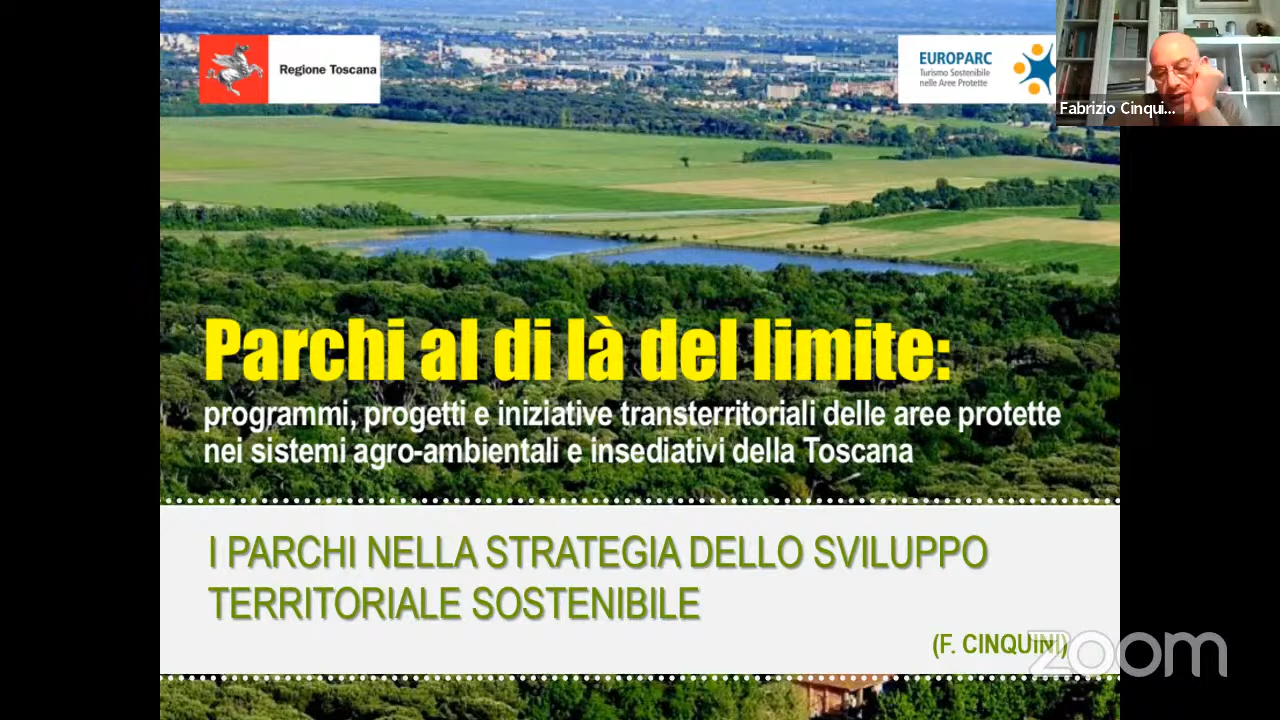 Regione Toscana
EUROPARC
Turismo Sostenibile
nelle Aree Protette
Fabrizio Cinqui...
Parchi al di là del limite:
programmi, progetti e iniziative transterritoriali delle aree protette
nei sistemi agro-ambientali e insediativi della Toscana
I PARCHI NELLA STRATEGIA DELLO SVILUPPO
TERRITORIALE SOSTENIBILE
(F. CINQUINI)
zoom